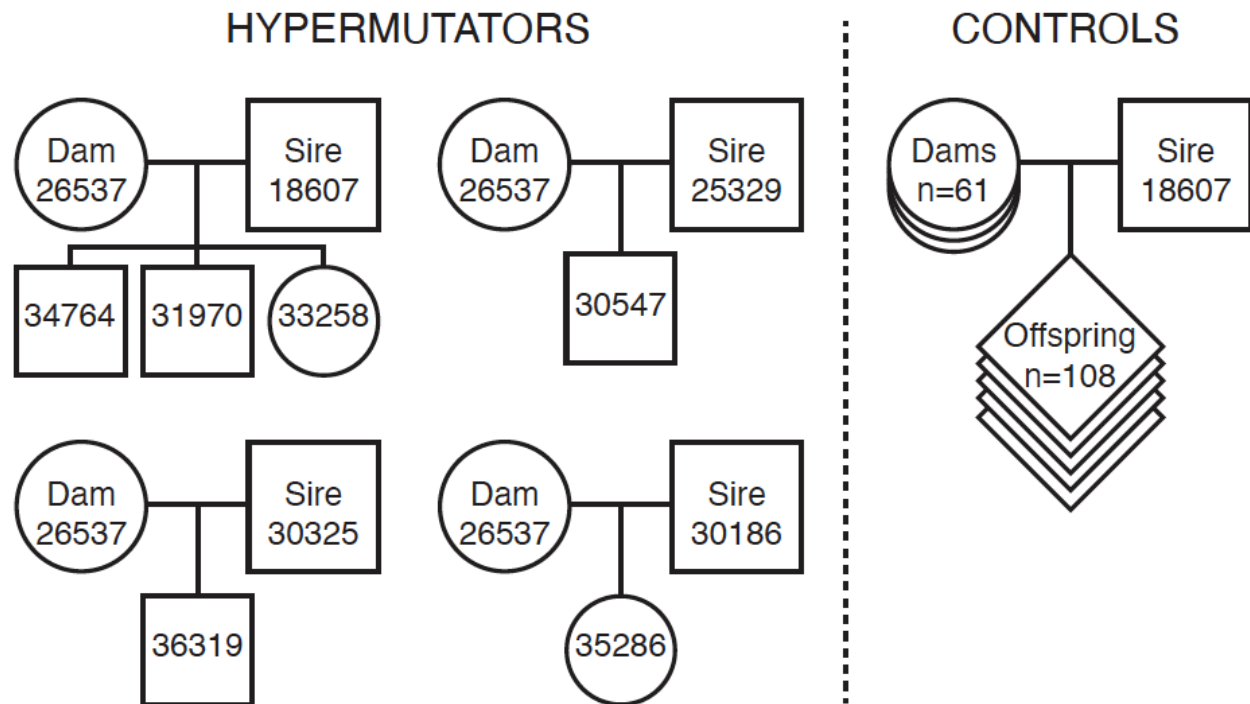 HYPERMUTATORS
CONTROLS
Dam
26537
Sire
18607
34764
31970
33258
Dam
26537
Sire
25329
30547
Dams
n=61
Sire
18607
Offspring
n=108
Dam
26537
Sire
30325
36319
Dam
26537
Sire
30186
35286